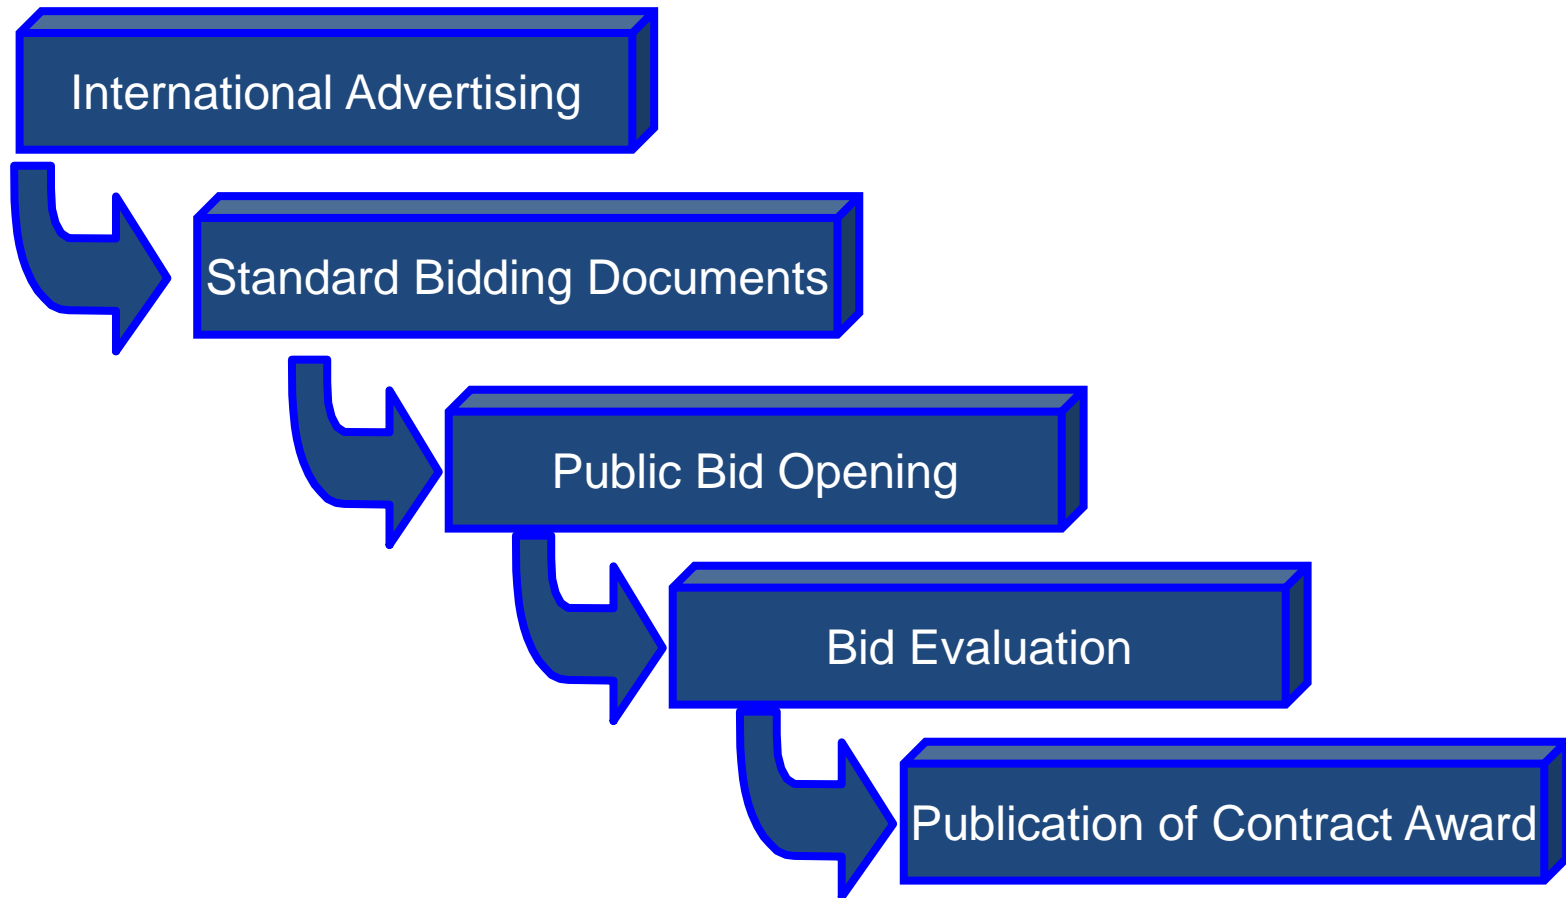 International Advertising
Standard Bidding Documents
Public Bid Opening
Bid Evaluation
Publication of Contract Award